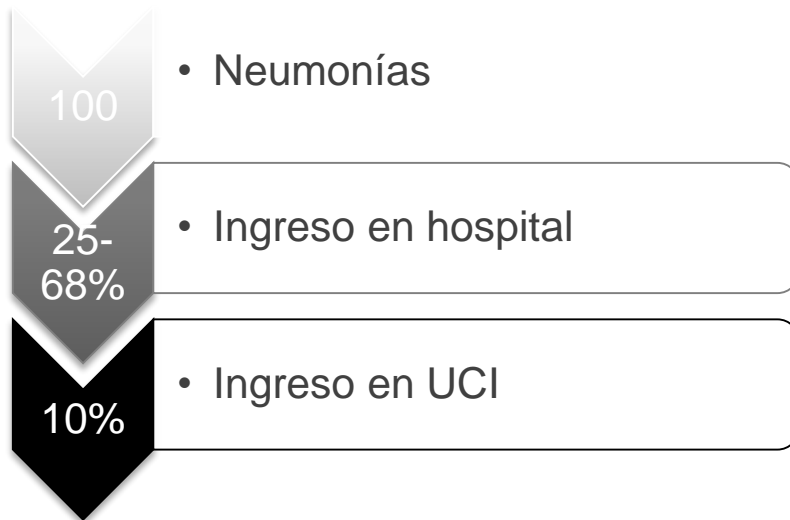 100
• Neumonías
25-
68%
• Ingreso en hospital
10%
• Ingreso en UCI